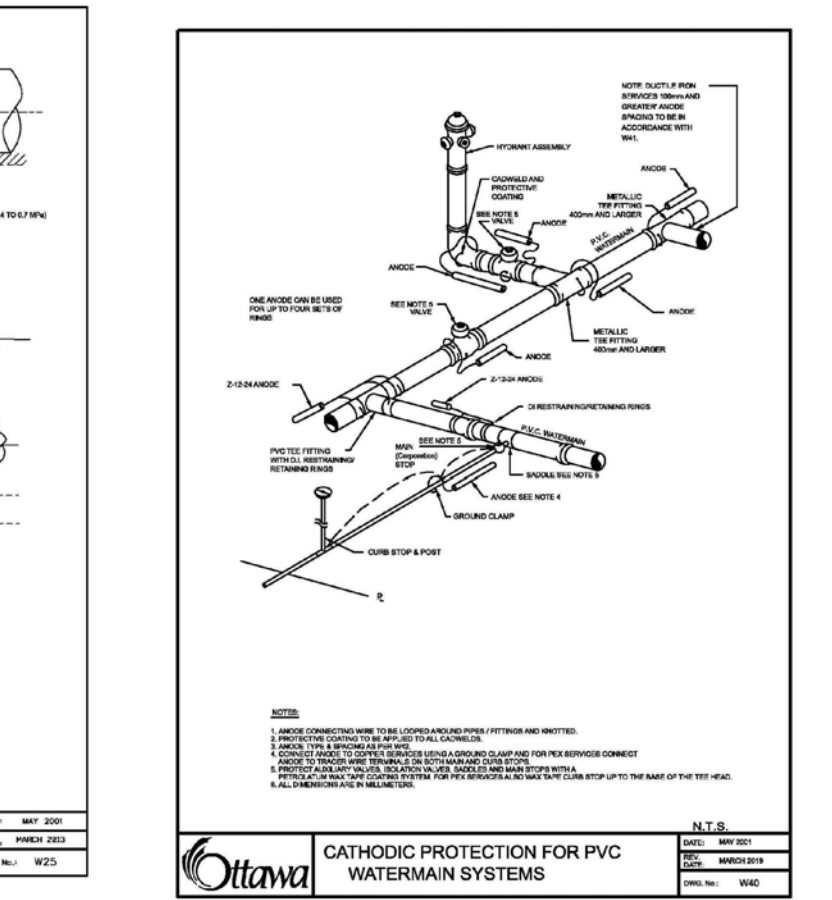 4 TO 0.7 MPa)
MAY 2001
MARCH 2013
No.: W25
NOTE: DUCTILE IRON
SERVICES 100mm AND
GREATER' ANODE
SPACING TO BE IN
ACCORDANCE WITH
W41.
HYDRANT ASSEMBLY
ANODE
CADWELD AND
PROTECTIVE
COATING
METALLIC
TEE FITTING
400mm AND LARGER
SEE NOTE 5
VALVE
ANODE
P.V.C.
WATERMAIN
ANODE
ONE ANODE CAN BE USED
FOR UP TO FOUR SETS OF
RINGS
SEE NOTE 5
VALVE
ANODE
METALLIC
TEE FITTING
400mm AND LARGER
ANODE
Z-12-24 ANODE
Z-12-24 ANODE
DI RESTRAINING/RETAINING RINGS
P.V.C. WATERMAIN
PVC TEE FITTING
WITH D.I. RESTRAINING/
RETAINING RINGS
SEE NOTE 5
MAIN
(Corporation)
STOP
SADDLE SEE NOTE 5
ANODE SEE NOTE 4
GROUND CLAMP
CURB STOP & POST
PL
NOTES:
1. ANODE CONNECTING WIRE TO BE LOOPED AROUND PIPES / FITTINGS AND KNOTTED.
2. PROTECTIVE COATING TO BE APPLIED TO ALL CADWELDS.
3. ANODE TYPE & SPACING AS PER W42.
4. CONNECT ANODE TO COPPER SERVICES USING A GROUND CLAMP AND FOR PEX SERVICES CONNECT
ANODE TO TRACER WIRE TERMINALS ON BOTH MAIN AND CURB STOPS.
5. PROTECT AUXILIARY VALVES, ISOLATION VALVES, SADDLES AND MAIN STOPS WITH A
PETROLATUM WAX TAPE COATING SYSTEM. FOR PEX SERVICES ALSO WAX TAPE CURB STOP UP TO THE BASE OF THE TEE HEAD.
6. ALL DIMENSIONS ARE IN MILLIMETERS.
N.T.S.
Ottawa
CATHODIC PROTECTION FOR PVC
WATERMAIN SYSTEMS
DATE: MAY 2001
REV.
DATE: MARCH 2019
DWG. No.: W40